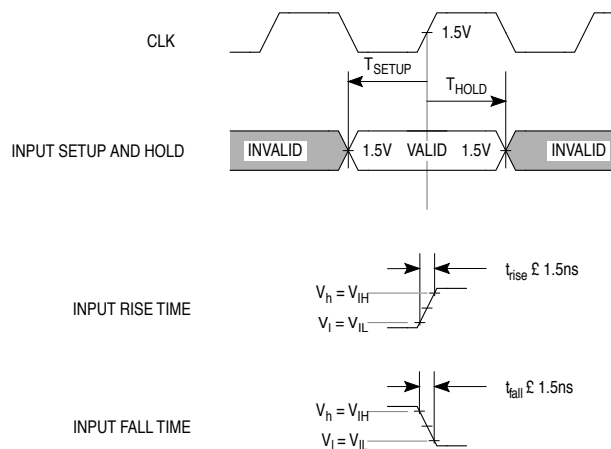 CLK
1.5V
TSETUP
THOLD
INPUT SETUP AND HOLD
INVALID
1.5V VALID 1.5V
INVALID
trise £ 1.5ns
Vh = VIH
INPUT RISE TIME
Vl = VIL
tfall £ 1.5ns
Vh = VIH
INPUT FALL TIME
Vl = VIL